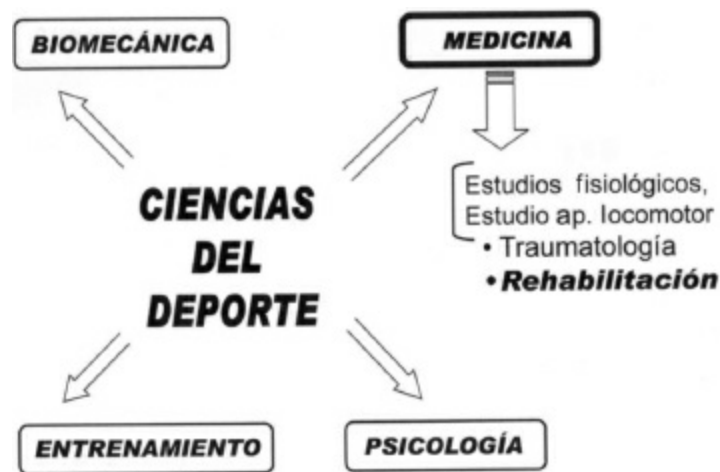 BIOMECÁNICA
MEDICINA
CIENCIAS
DEL
DEPORTE
Estudios fisiológicos,
Estudio ap. locomotor
• Traumatología
• Rehabilitación
ENTRENAMIENTO
PSICOLOGÍA